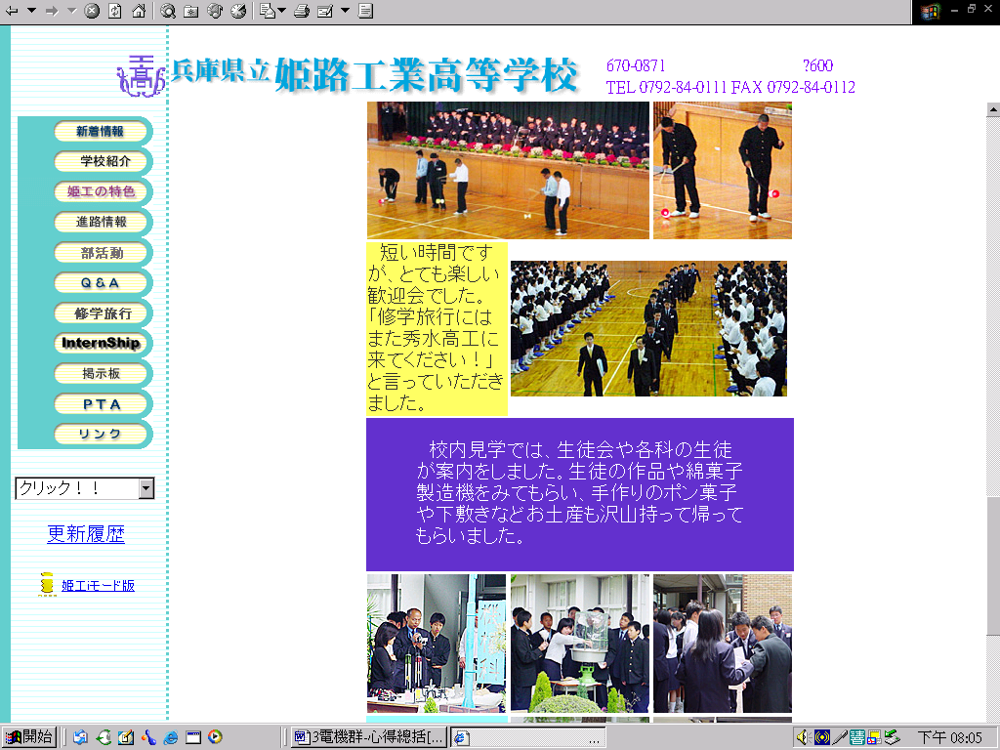 兵庫県立姫路工業高等学校
670-0871 ?600
TEL 0792-84-0111 FAX 0792-84-0112
新着情報
学校紹介
姫工の特色
進路情報
部活動
Q & A
修学旅行
InternShip
掲示板
PTA
リンク
クリック！！
更新履歴
姫工iモード版
短い時間です
が、とても楽しい
歓迎会でした。
「修学旅行には
また秀水高工に
来てください！」
と言っていただき
ました。
校内見学では、生徒会や各科の生徒
が案内をしました。生徒の作品や綿菓子
製造機をみてもらい、手作りのポン菓子
や下敷きなどお土産も沢山持って帰って
もらいました。
開始
3電機群-心得總括[...
...
下午 08:05